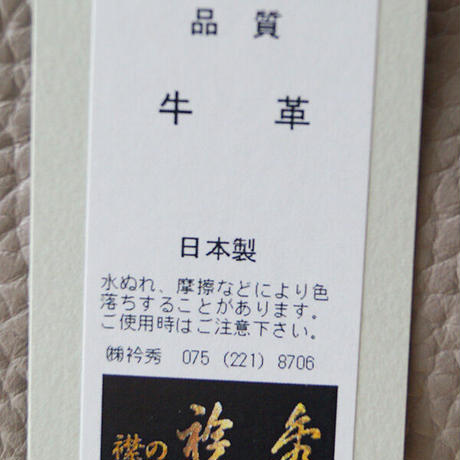 品質
牛革
日本製
水ぬれ、摩擦などにより色
落ちすることがあります。
ご使用時はご注意下さい。
㈱衿秀 075 (221) 8706
襟の 衿秀